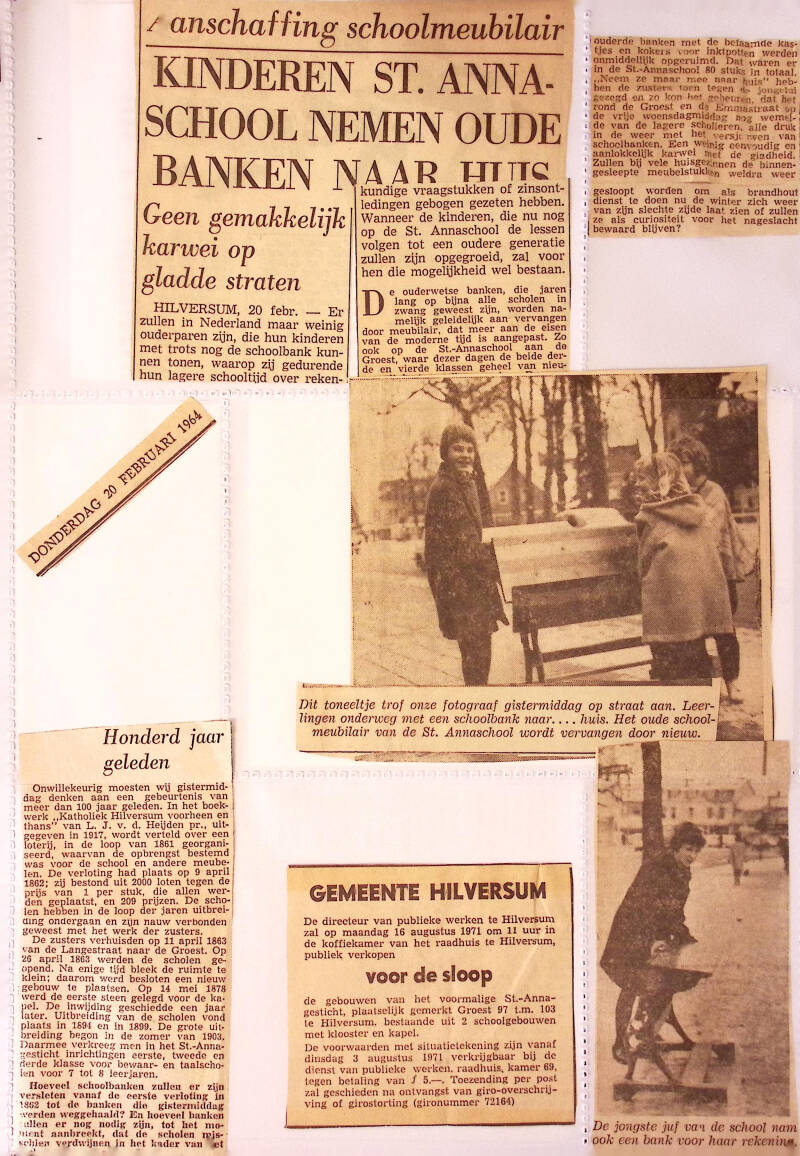 anschaffing schoolmeubilair
KINDEREN ST. ANNA-
SCHOOL NEMEN OUDE
BANKEN NAAR HUIS
Geen gemakkelijk
karwei op
gladde straten
HILVERSUM, 20 febr. — Er
zullen in Nederland maar weinig
ouderparen zijn, die hun kinderen
met trots nog de schoolbank kun-
nen tonen, waarop zij gedurende
hun lagere schooltijd over reken-
kundige vraagstukken of zinsont-
ledingen gebogen gezeten hebben.
Wanneer de kinderen, die nu nog
op de St. Annaschool de lessen
volgen tot een oudere generatie
zullen zijn opgegroeid, zal voor
hen die mogelijkheid wel bestaan.
De ouderwetse banken, die jaren
lang op bijna alle scholen in
zwang geweest zijn, worden na-
melijk geleidelijk aan vervangen
door meubilair, dat meer aan de eisen
van de moderne tijd is aangepast. Zo
ook op de St.-Annaschool aan de
Groest, waar dezer dagen de beide der-
de en vierde klassen geheel van nieu-
ouderde banken met de befaamde kas-
tjes en kokers voor inktpotten werden
onmiddellijk opgeruimd. Dat waren er
in de St.-Annaschool 80 stuks in totaal.
„Neem ze maar mee naar huis" heb-
ben de zusters toen tegen de jongelui
gezegd en zo kon het gebeuren, dat het
rond de Groest en de Emmastraat op
de vrije woensdagmiddag nog wemel-
de van de lagere scholieren, alle druk
in de weer met het versjouwen van
schoolbanken. Een weinig eenvoudig en
aanlokkelijk karwei met de gladheid.
Zullen bij vele huisgezinnen de binnen-
gesleepte meubelstukken weldra weer
gesloopt worden om als brandhout
dienst te doen nu de winter zich weer
van zijn slechte zijde laat zien of zullen
ze als curiositeit voor het nageslacht
bewaard blijven?
DONDERDAG 20 FEBRUARI 1964
Dit toneeltje trof onze fotograaf gistermiddag op straat aan. Leer-
lingen onderweg met een schoolbank naar.... huis. Het oude school-
meubilair van de St. Annaschool wordt vervangen door nieuw.
Honderd jaar
geleden
Onwillekeurig moesten wij gistermid-
dag denken aan een gebeurtenis van
meer dan 100 jaar geleden. In het boek-
werk „Katholiek Hilversum voorheen en
thans" van L. J. v. d. Heijden pr., uit-
gegeven in 1917, wordt verteld over een
loterij, in de loop van 1861 georgani-
seerd, waarvan de opbrengst bestemd
was voor de school en andere meube-
len. De verloting had plaats op 9 april
1862; zij bestond uit 2000 loten tegen de
prijs van 1 per stuk, die allen wer-
den geplaatst, en 209 prijzen. De scho-
len hebben in de loop der jaren uitbrei-
ding ondergaan en zijn nauw verbonden
geweest met het werk der zusters.
De zusters verhuisden op 11 april 1863
van de Langestraat naar de Groest. Op
26 april 1863 werden de scholen ge-
opend. Na enige tijd bleek de ruimte te
klein; daarom werd besloten een nieuw
gebouw te plaatsen. Op 14 mei 1878
werd de eerste steen gelegd voor de ka-
pel. De inwijding geschiedde een jaar
later. Uitbreiding van de scholen vond
plaats in 1894 en in 1899. De grote uit-
breiding begon in de zomer van 1903.
Daarmee verkreeg men in het St.-Anna-
gesticht inrichtingen eerste, tweede en
derde klasse voor bewaar- en taalscho-
len voor 7 tot 8 leerjaren.
Hoeveel schoolbanken zullen er zijn
versleten vanaf de eerste verloting in
1862 tot de banken die gistermiddag
werden weggehaald? En hoeveel banken
zullen er nog nodig zijn, tot het mo-
ment aanbreekt, dat de scholen mis-
schien verdwijnen in het kader van het
GEMEENTE HILVERSUM
De directeur van publieke werken te Hilversum
zal op maandag 16 augustus 1971 om 11 uur in
de koffiekamer van het raadhuis te Hilversum,
publiek verkopen
voor de sloop
de gebouwen van het voormalige St.-Anna-
gesticht, plaatselijk gemerkt Groest 97 t.m. 103
te Hilversum, bestaande uit 2 schoolgebouwen
met klooster en kapel.
De voorwaarden met situatietekening zijn vanaf
dinsdag 3 augustus 1971 verkrijgbaar bij de
dienst van publieke werken, raadhuis, kamer 69,
tegen betaling van ƒ 5.—. Toezending per post
zal geschieden na ontvangst van giro-overschrij-
ving of girostorting (gironummer 72164)
De jongste juf van de school nam
ook een bank voor haar rekening.